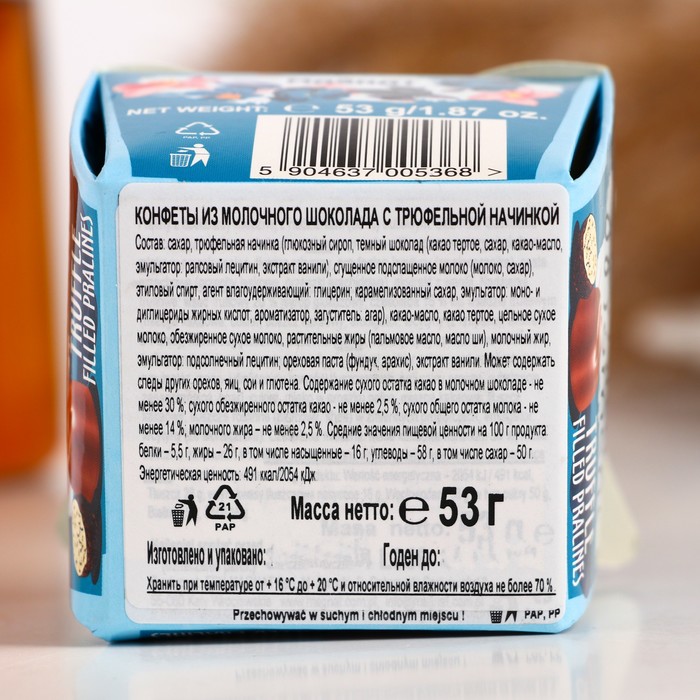 NET WEIGHT: ℮ 53 g/1.87 oz.
PAP, PP
5 904637 005368 >
КОНФЕТЫ ИЗ МОЛОЧНОГО ШОКОЛАДА С ТРЮФЕЛЬНОЙ НАЧИНКОЙ
Состав: сахар, трюфельная начинка (глюкозный сироп, темный шоколад (какао тертое, сахар, какао-масло,
эмульгатор: рапсовый лецитин, экстракт ванили), сгущенное подслащенное молоко (молоко, сахар),
этиловый спирт, агент влагоудерживающий: глицерин, карамелизованный сахар, эмульгатор: моно- и
диглицериды жирных кислот, ароматизатор, загуститель: агар), какао-масло, какао тертое, цельное сухое
молоко, обезжиренное сухое молоко, растительные жиры (пальмовое масло, масло ши), молочный жир,
эмульгатор: подсолнечный лецитин; ореховая паста (фундук, арахис), экстракт ванили. Может содержать
следы других орехов, яиц, сои и глютена. Содержание сухого остатка какао в молочном шоколаде - не
менее 30 %; сухого обезжиренного остатка какао - не менее 2,5 %; сухого общего остатка молока - не
менее 14 %; молочного жира – не менее 2,5 %. Средние значения пищевой ценности на 100 г продукта:
белки – 5,5 г, жиры – 26 г, в том числе насыщенные – 16 г, углеводы – 58 г, в том числе сахар – 50 г.
Энергетическая ценность: 491 ккал/2054 кДж
21
PAP
Масса нетто: ℮ 53 г
Изготовлено и упаковано: Годен до:
Хранить при температуре от + 16 °С до + 20 °С и относительной влажности воздуха не более 70 %
Przechowywać w suchym i chłodnym miejscu !
PAP, PP
TRUFFLE
FILLED PRALINES
TRUFFLE
FILLED PRALINES